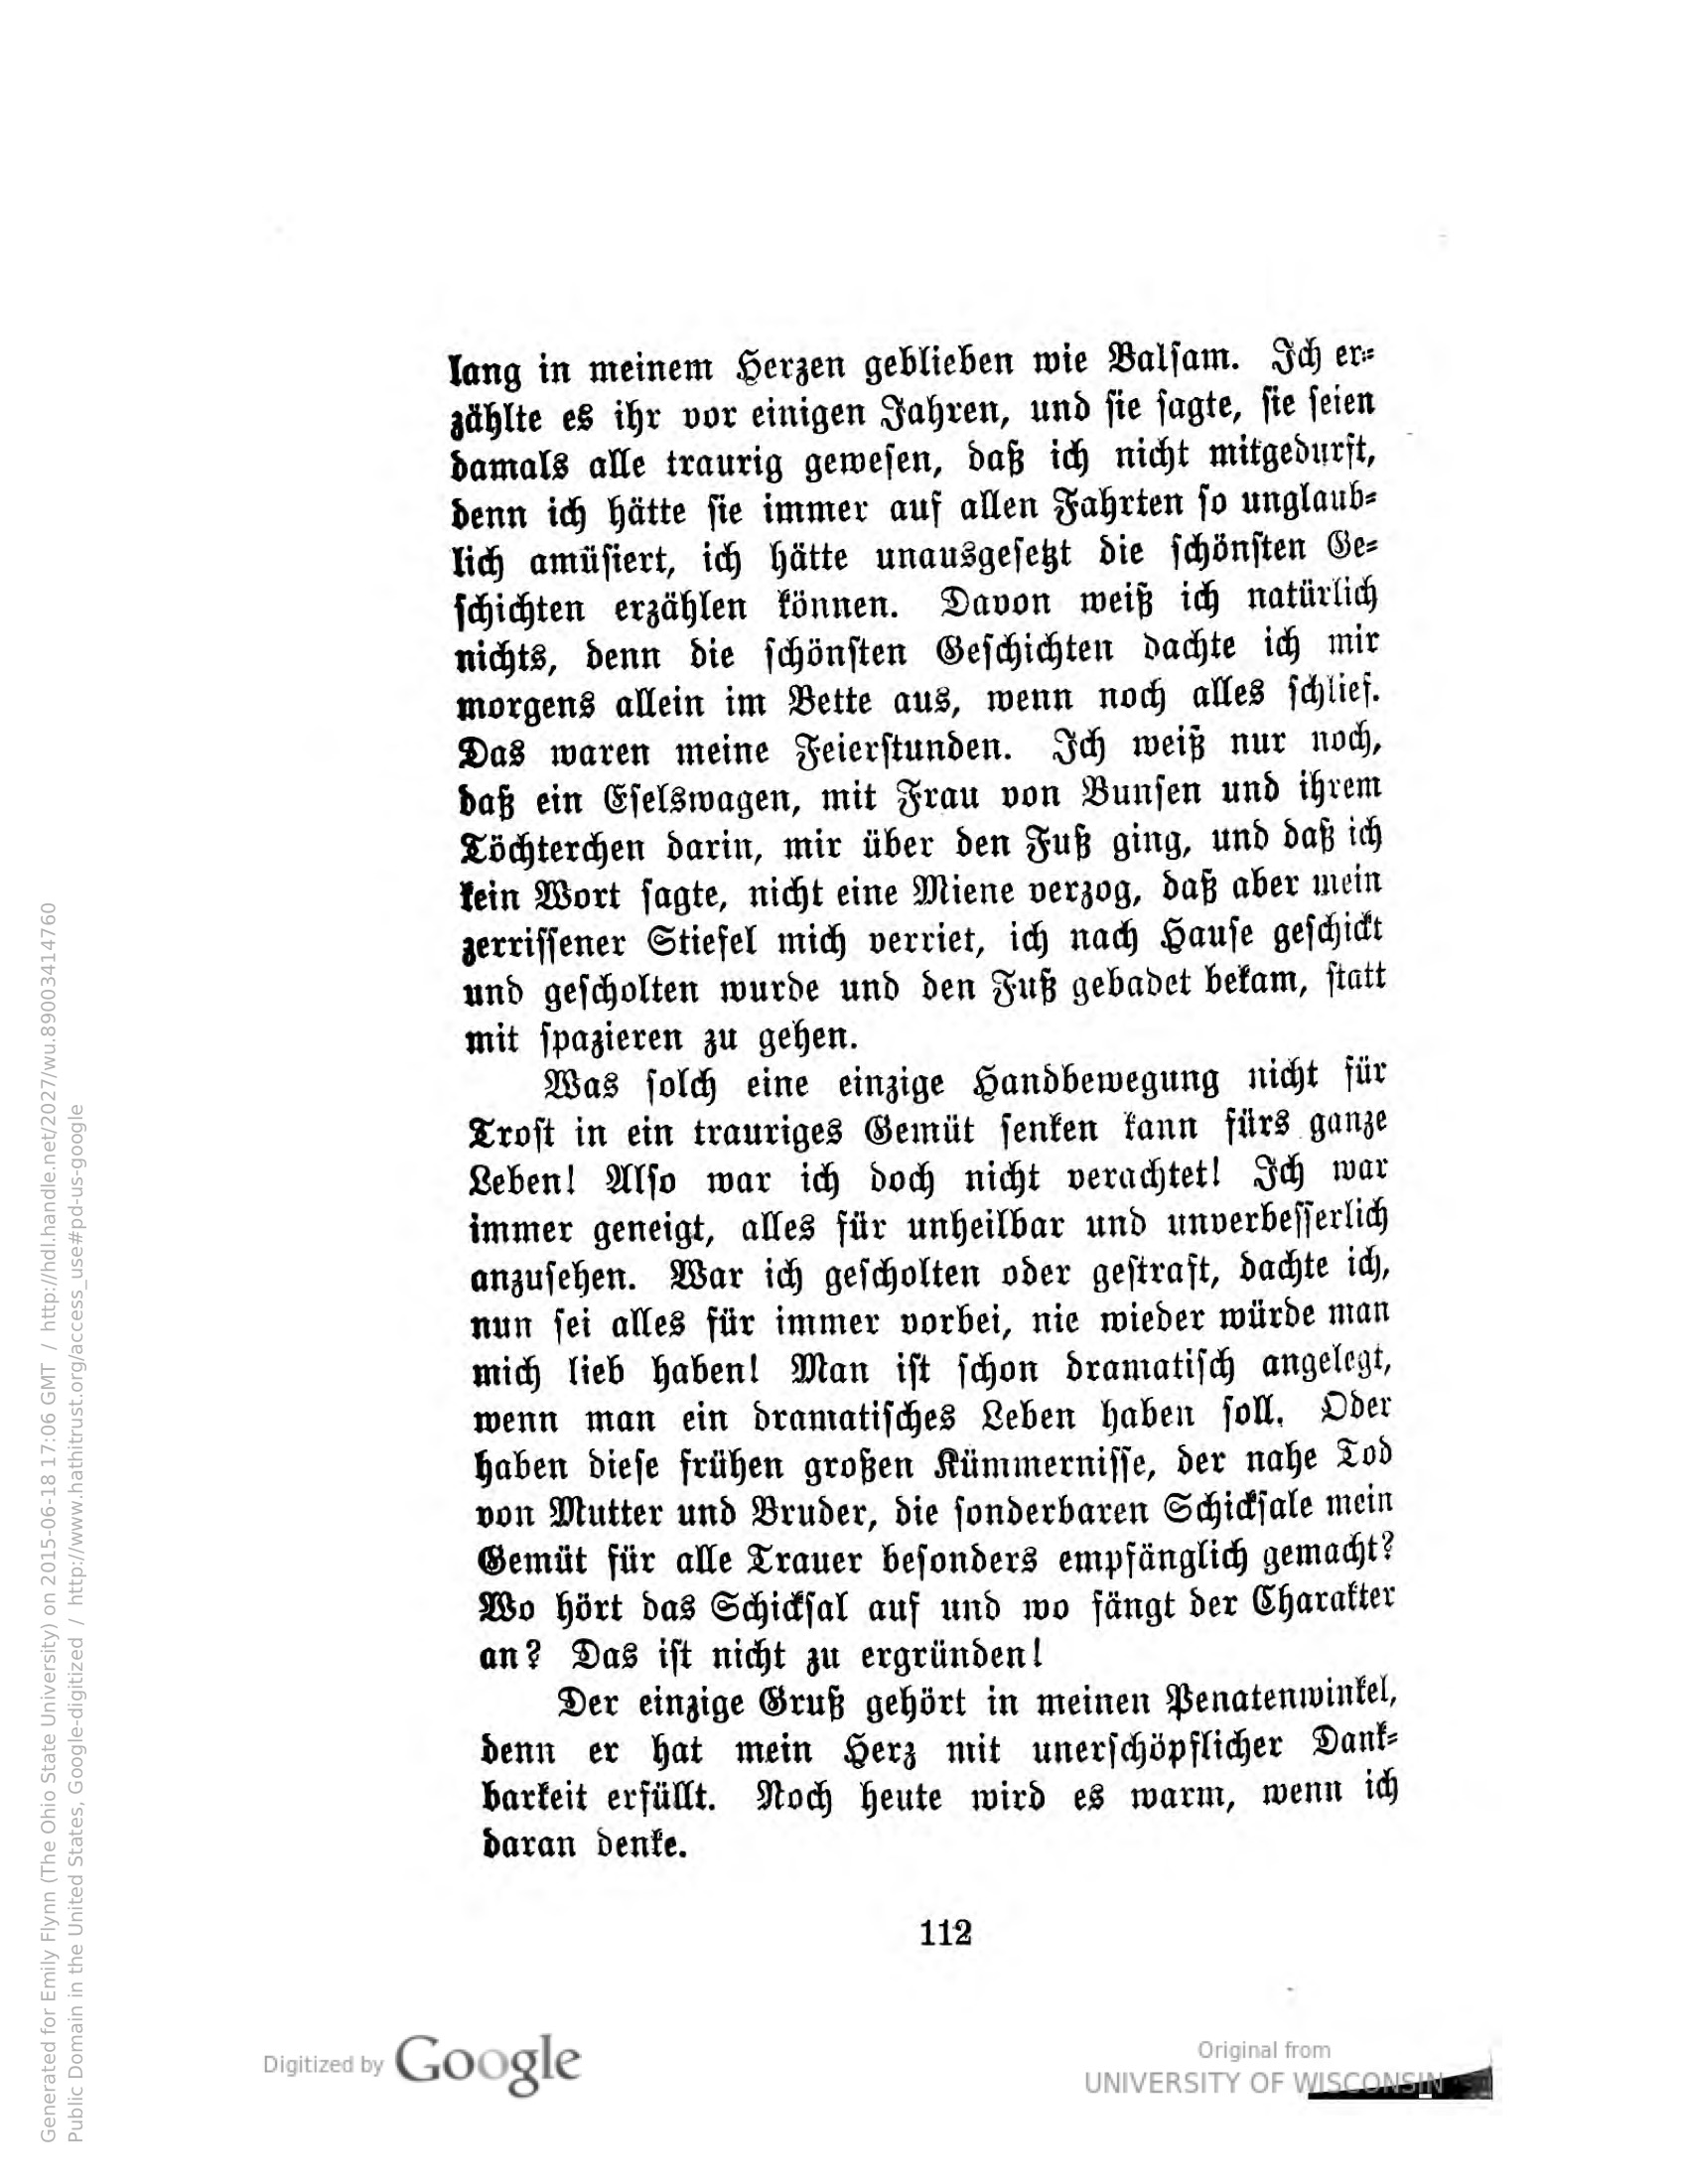 lang in meinem Herzen geblieben wie Balsam. Ich er-
zählte es ihr vor einigen Jahren, und sie sagte, sie seien
damals alle traurig gewesen, daß ich nicht mitgedurft,
denn ich hätte sie immer auf allen Fahrten so unglaub-
lich amüsiert, ich hätte unausgesetzt die schönsten Ge-
schichten erzählen können. Davon weiß ich natürlich
nichts, denn die schönsten Geschichten dachte ich mir
morgens allein im Bette aus, wenn noch alles schlief.
Das waren meine Feierstunden. Ich weiß nur noch,
daß ein Eselswagen, mit Frau von Bunsen und ihrem
Töchterchen darin, mir über den Fuß ging, und daß ich
kein Wort sagte, nicht eine Miene verzog, daß aber mein
zerrissener Stiefel mich verriet, ich nach Hause geschickt
und gescholten wurde und den Fuß gebadet bekam, statt
mit spazieren zu gehen.
Was solch eine einzige Handbewegung nicht für
Trost in ein trauriges Gemüt senken kann fürs ganze
Leben! Also war ich doch nicht verachtet! Ich war
immer geneigt, alles für unheilbar und unverbesserlich
anzusehen. War ich gescholten oder gestraft, dachte ich,
nun sei alles für immer vorbei, nie wieder würde man
mich lieb haben! Man ist schon dramatisch angelegt,
wenn man ein dramatisches Leben haben soll. Oder
haben diese frühen großen Kümmernisse, der nahe Tod
von Mutter und Bruder, die sonderbaren Schicksale mein
Gemüt für alle Trauer besonders empfänglich gemacht?
Wo hört das Schicksal auf und wo fängt der Charakter
an? Das ist nicht zu ergründen!
Der einzige Gruß gehört in meinen Penatenwinkel,
denn er hat mein Herz mit unerschöpflicher Dank-
barkeit erfüllt. Noch heute wird es warm, wenn ich
daran denke.
112
Digitized by Google
Original from
UNIVERSITY OF WISCONSIN
Generated for Emily Flynn (The Ohio State University) on 2015-06-18 17:06 GMT / http://hdl.handle.net/2027/wu.89003414760
Public Domain in the United States, Google-digitized / http://www.hathitrust.org/access_use#pd-us-google